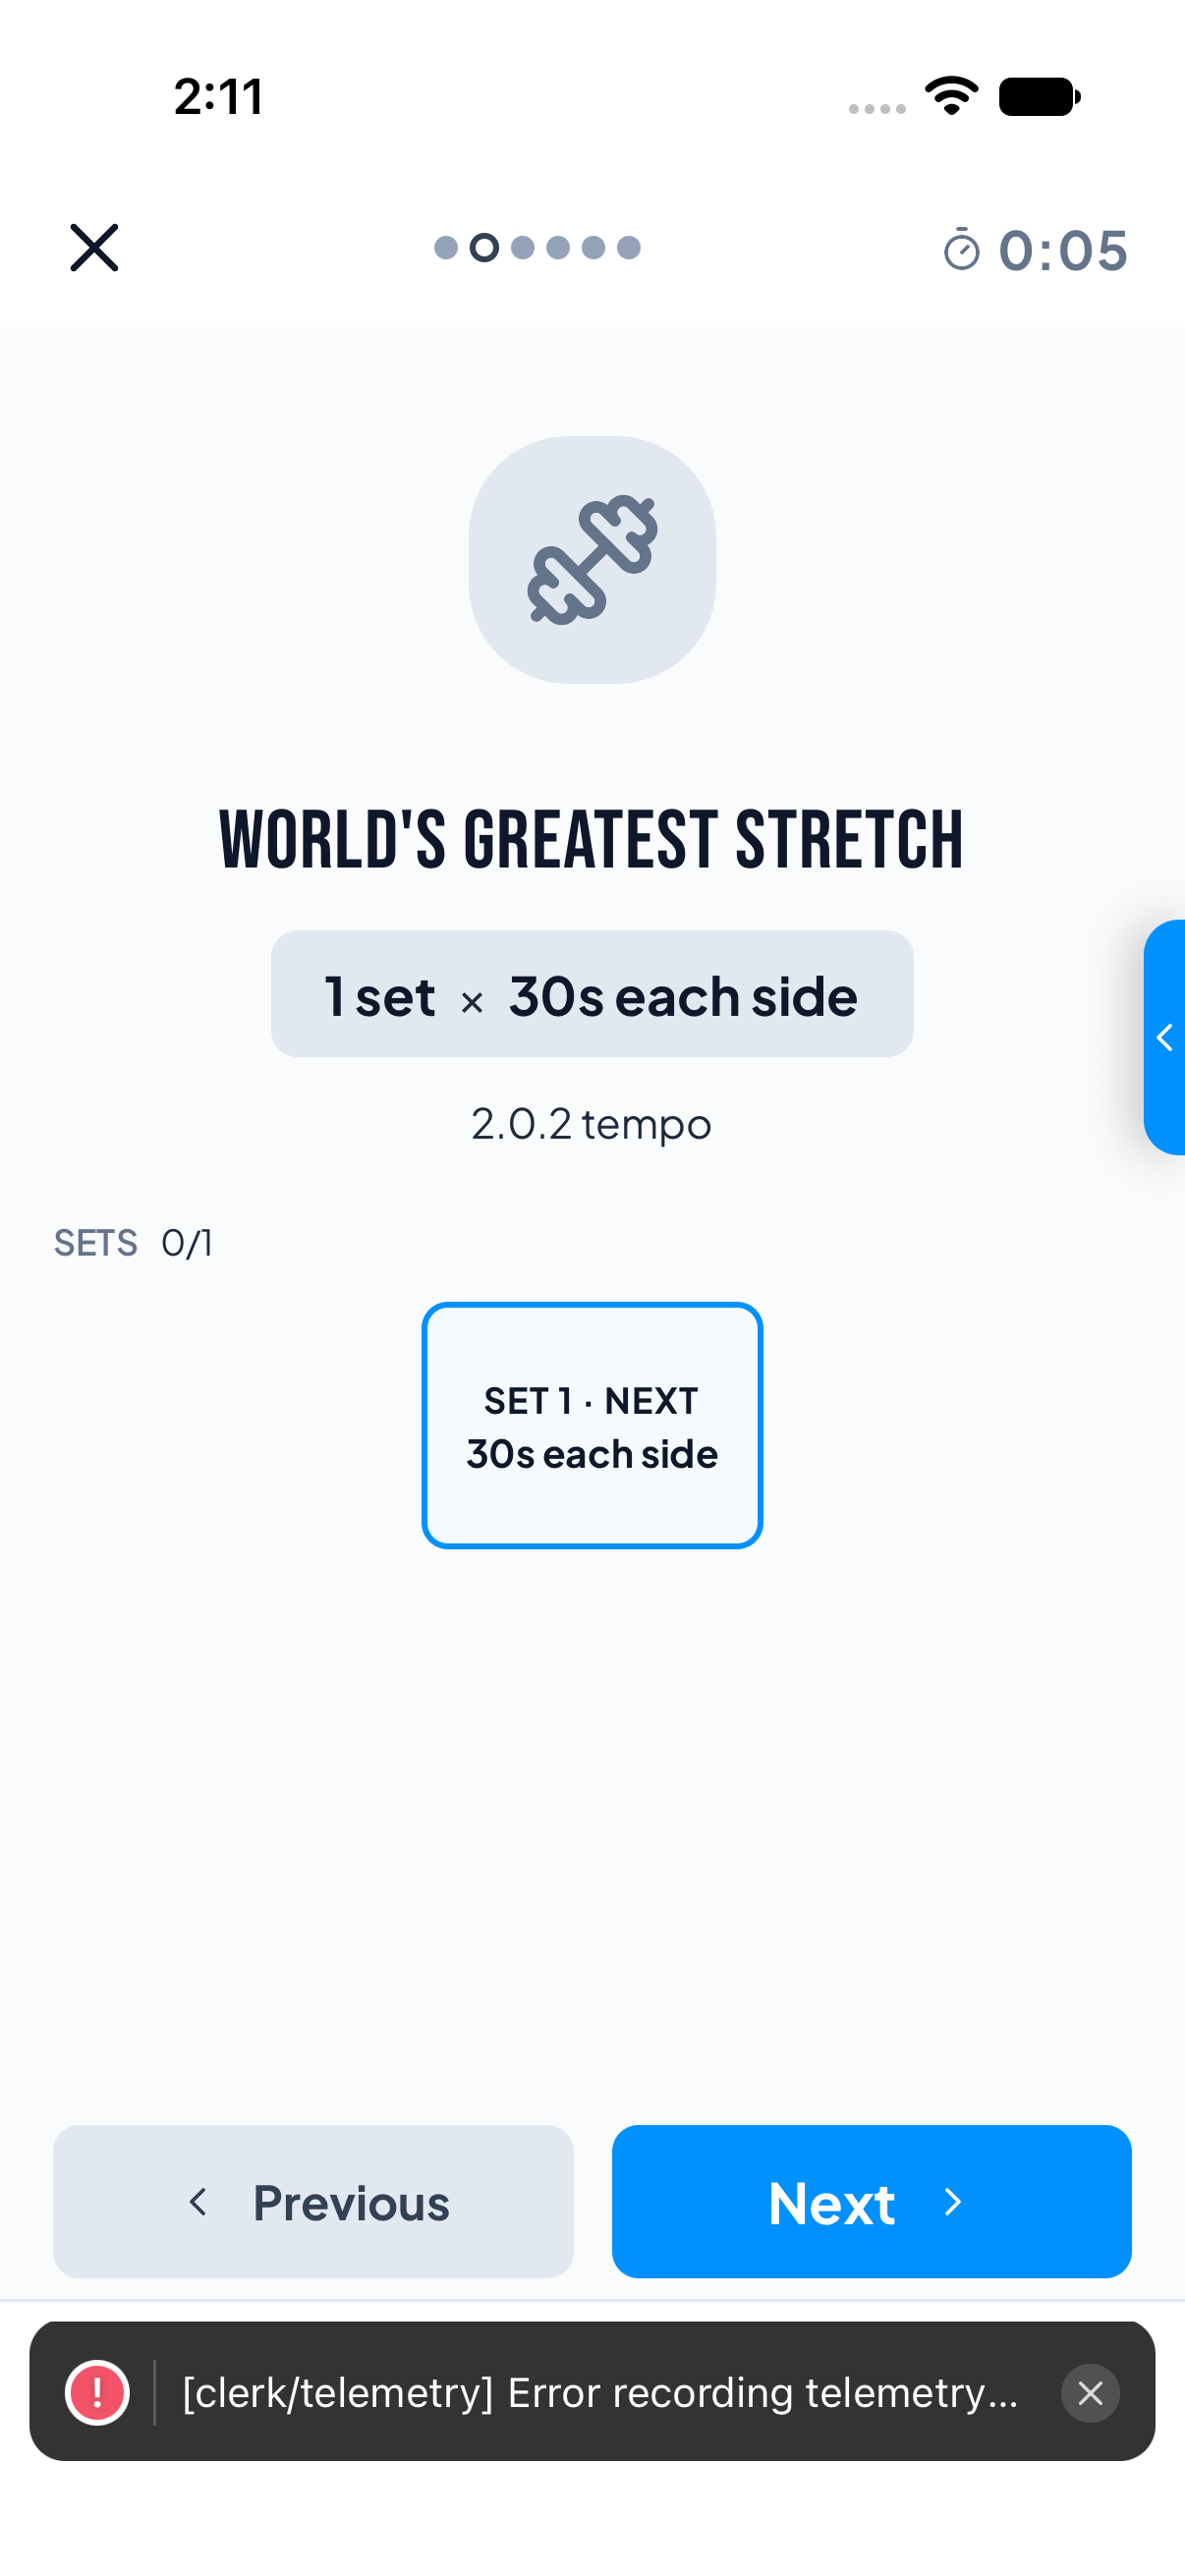 2:11
0:05
WORLD'S GREATEST STRETCH
1 set × 30s each side
2.0.2 tempo
SETS 0/1
SET 1 · NEXT
30s each side
Previous
Next
[clerk/telemetry] Error recording telemetry...